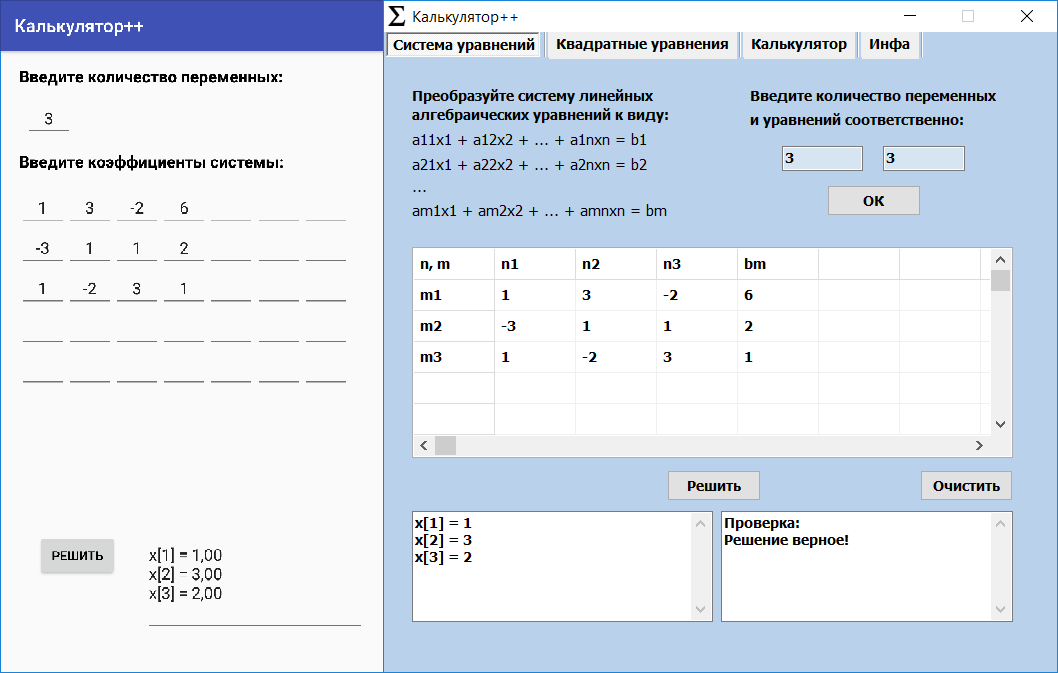 Калькулятор++
Введите количество переменных:
3
Введите коэффициенты системы:
1 3 -2 6
-3 1 1 2
1 -2 3 1
РЕШИТЬ
x[1] = 1,00
x[2] = 3,00
x[3] = 2,00
Σ Калькулятор++
Система уравнений Квадратные уравнения Калькулятор Инфа
Преобразуйте систему линейных
алгебраических уравнений к виду:
a11x1 + a12x2 + ... + a1nxn = b1
a21x1 + a22x2 + ... + a2nxn = b2
...
am1x1 + am2x2 + ... + amnxn = bm
Введите количество переменных
и уравнений соответственно:
3 3
ОК
n, m n1 n2 n3 bm
m1 1 3 -2 6
m2 -3 1 1 2
m3 1 -2 3 1
Решить Очистить
x[1] = 1
x[2] = 3
x[3] = 2
Проверка:
Решение верное!